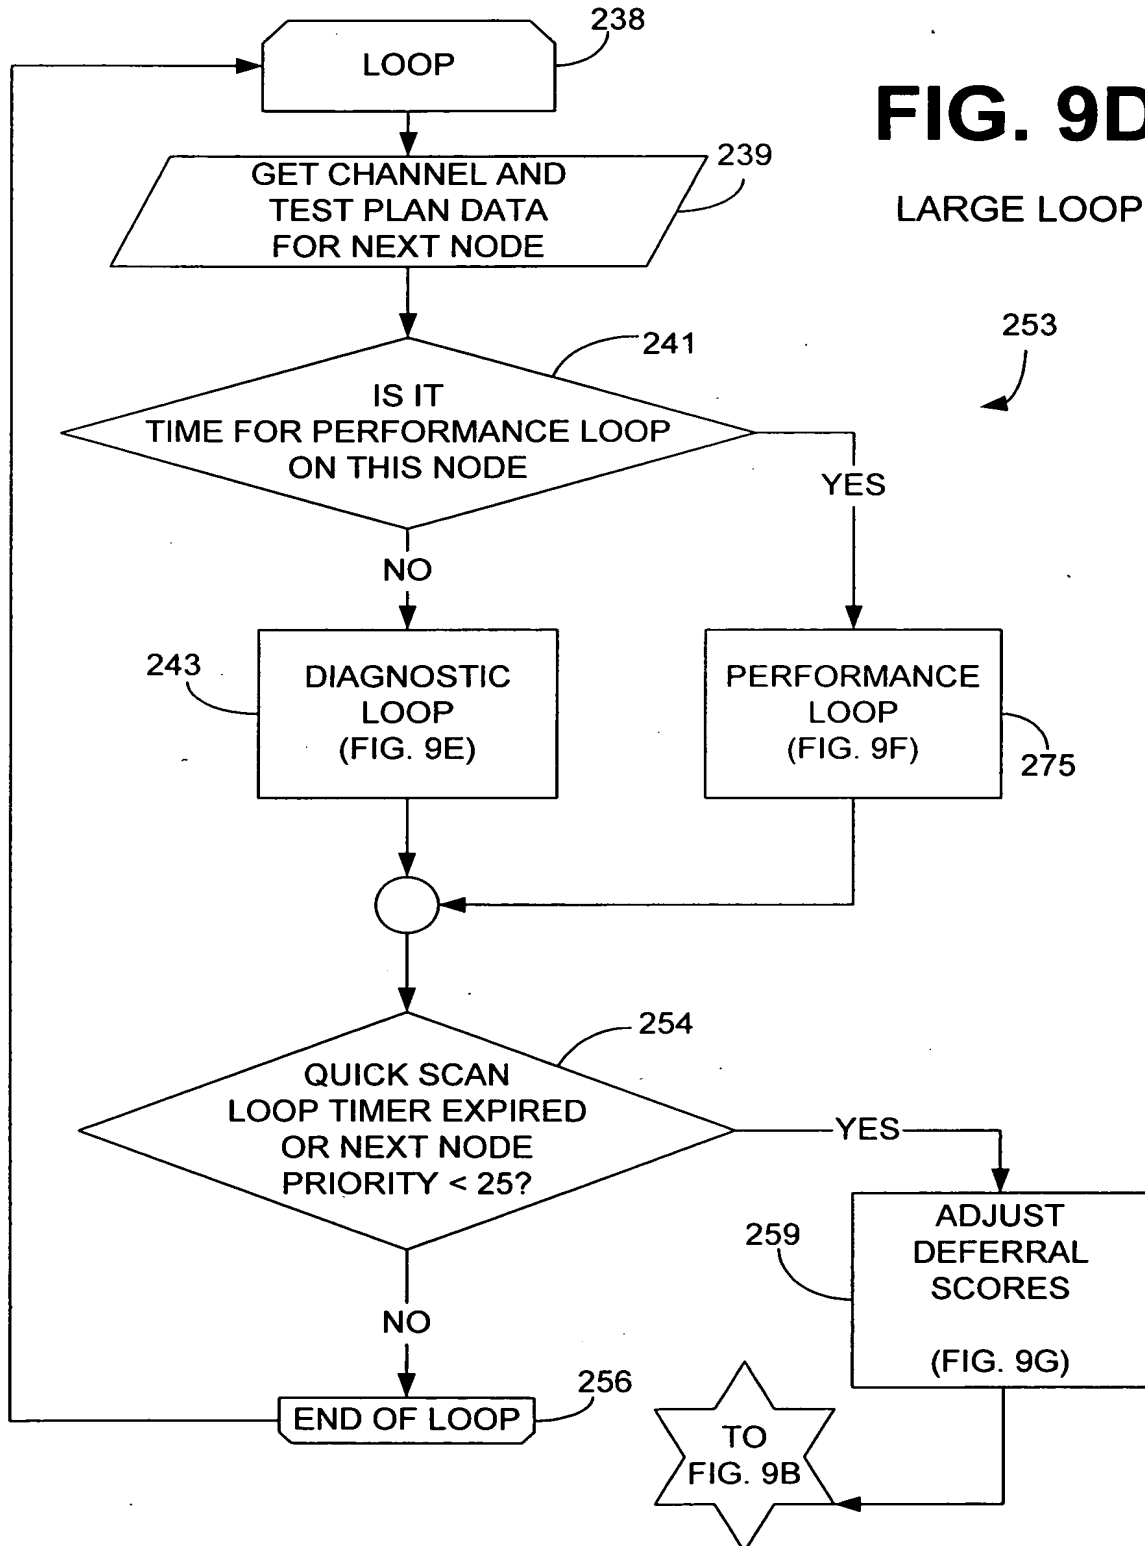 238
LOOP
FIG. 9D
LARGE LOOP
239
GET CHANNEL AND
TEST PLAN DATA
FOR NEXT NODE
253
241
IS IT
TIME FOR PERFORMANCE LOOP
ON THIS NODE
YES
NO
243
DIAGNOSTIC
LOOP
(FIG. 9E)
PERFORMANCE
LOOP
(FIG. 9F)
275
254
QUICK SCAN
LOOP TIMER EXPIRED
OR NEXT NODE
PRIORITY < 25?
YES
259
ADJUST
DEFERRAL
SCORES
(FIG. 9G)
NO
256
END OF LOOP
TO
FIG. 9B